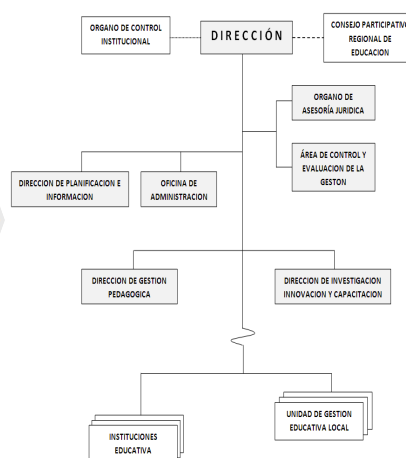 ORGANO DE CONTROL
INSTITUCIONAL
DIRECCIÓN
CONSEJO PARTICIPATIVO
REGIONAL DE
EDUCACION
ORGANO DE
ASESORÍA JURIDICA
ÁREA DE CONTROL Y
EVALUACION DE LA
GESTON
DIRECCION DE PLANIFICACION E
INFORMACION
OFICINA DE
ADMINISTRACION
DIRECCION DE GESTION
PEDAGOGICA
DIRECCION DE INVESTIGACION
INNOVACION Y CAPACITACION
INSTITUCIONES
EDUCATIVA
UNIDAD DE GESTION
EDUCATIVA LOCAL